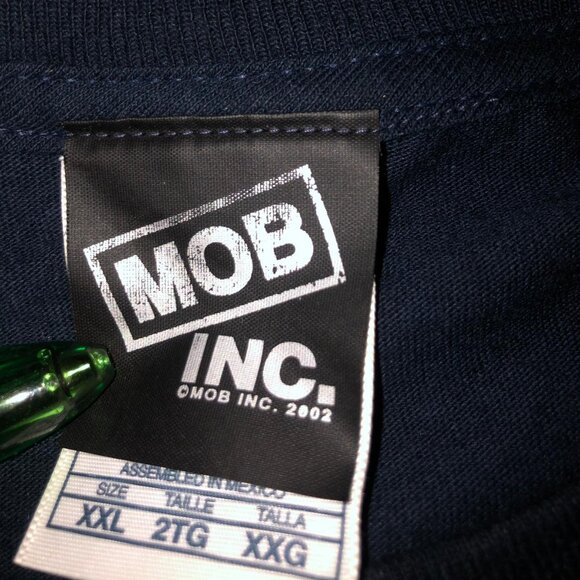 MOB
INC.
©MOB INC. 2002
ASSEMBLED IN MEXICO
SIZE TAILLE TALLA
XXL 2TG XXG